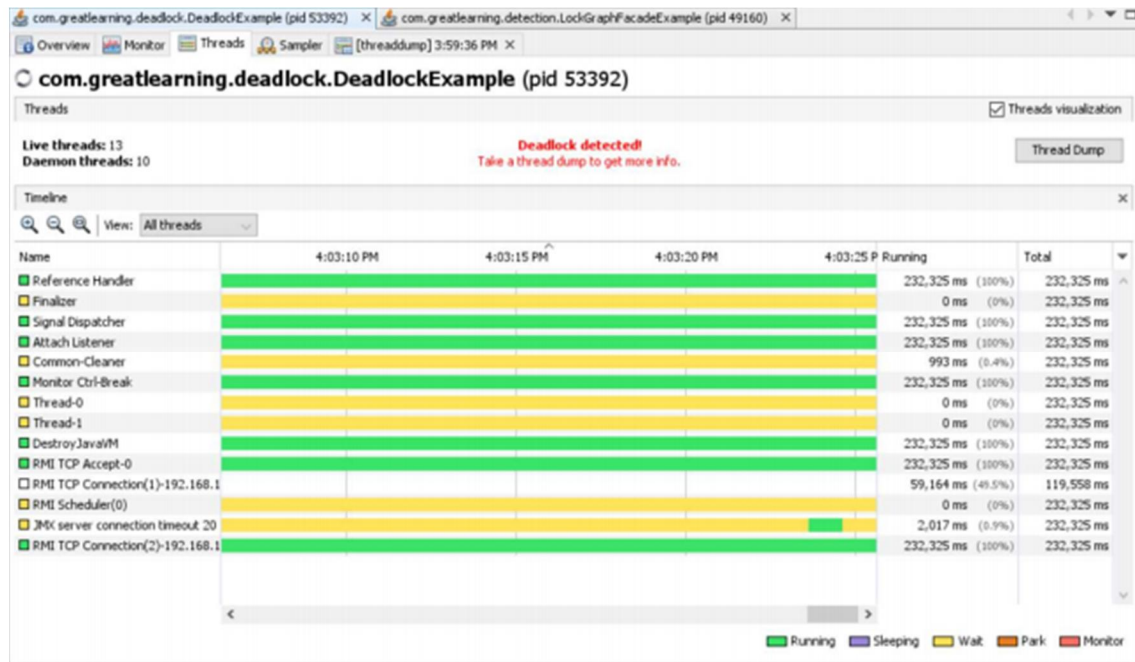 com.greatlearning.deadlock.DeadlockExample (pid 53392) × com.greatlearning.detection.LockGraphFacadeExample (pid 49160) ×
Overview Monitor Threads Sampler [threaddump] 3:59:36 PM ×
com.greatlearning.deadlock.DeadlockExample (pid 53392)
Threads Threads visualization
Live threads: 13
Daemon threads: 10
Deadlock detected!
Take a thread dump to get more info.
Thread Dump
Timeline ×
View: All threads
Name 4:03:10 PM 4:03:15 PM 4:03:20 PM 4:03:25 P Running Total
Reference Handler 232,325 ms (100%) 232,325 ms
Finalizer 0 ms (0%) 232,325 ms
Signal Dispatcher 232,325 ms (100%) 232,325 ms
Attach Listener 232,325 ms (100%) 232,325 ms
Common-Cleaner 993 ms (0.4%) 232,325 ms
Monitor Ctrl-Break 232,325 ms (100%) 232,325 ms
Thread-0 0 ms (0%) 232,325 ms
Thread-1 0 ms (0%) 232,325 ms
DestroyJavaVM 232,325 ms (100%) 232,325 ms
RMI TCP Accept-0 232,325 ms (100%) 232,325 ms
RMI TCP Connection(1)-192.168.1 59,164 ms (49.5%) 119,558 ms
RMI Scheduler(0) 0 ms (0%) 232,325 ms
JMX server connection timeout 20 2,017 ms (0.9%) 232,325 ms
RMI TCP Connection(2)-192.168.1 232,325 ms (100%) 232,325 ms
Running Sleeping Wait Park Monitor